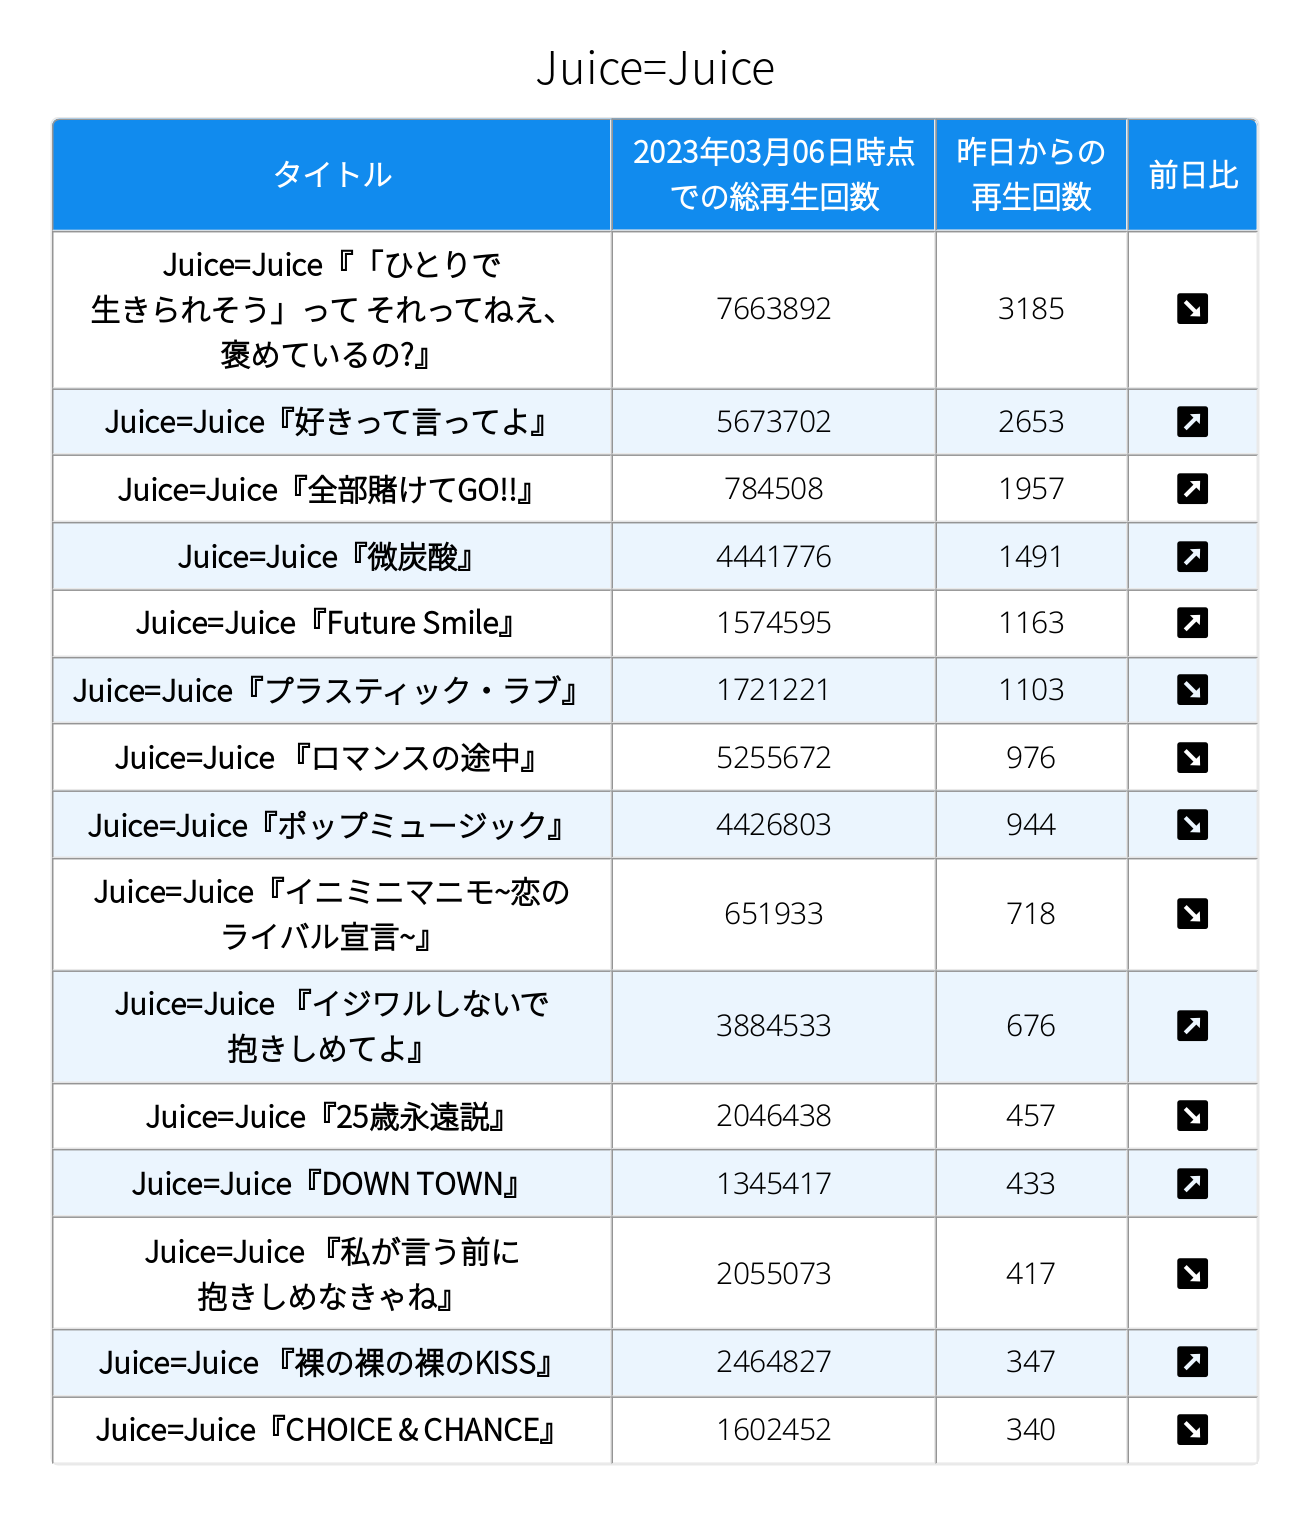 Juice=Juice
タイトル
2023年03月06日時点
での総再生回数
昨日からの
再生回数
前日比
Juice=Juice『「ひとりで
生きられそう」って それってねえ、
褒めているの?』
7663892
3185
Juice=Juice『好きって言ってよ』
5673702
2653
Juice=Juice『全部賭けてGO!!』
784508
1957
Juice=Juice『微炭酸』
4441776
1491
Juice=Juice『Future Smile』
1574595
1163
Juice=Juice『プラスティック・ラブ』
1721221
1103
Juice=Juice 『ロマンスの途中』
5255672
976
Juice=Juice『ポップミュージック』
4426803
944
Juice=Juice『イニミニマニモ~恋の
ライバル宣言~』
651933
718
Juice=Juice 『イジワルしないで
抱きしめてよ』
3884533
676
Juice=Juice『25歳永遠説』
2046438
457
Juice=Juice『DOWN TOWN』
1345417
433
Juice=Juice 『私が言う前に
抱きしめなきゃね』
2055073
417
Juice=Juice 『裸の裸の裸のKISS』
2464827
347
Juice=Juice『CHOICE & CHANCE』
1602452
340